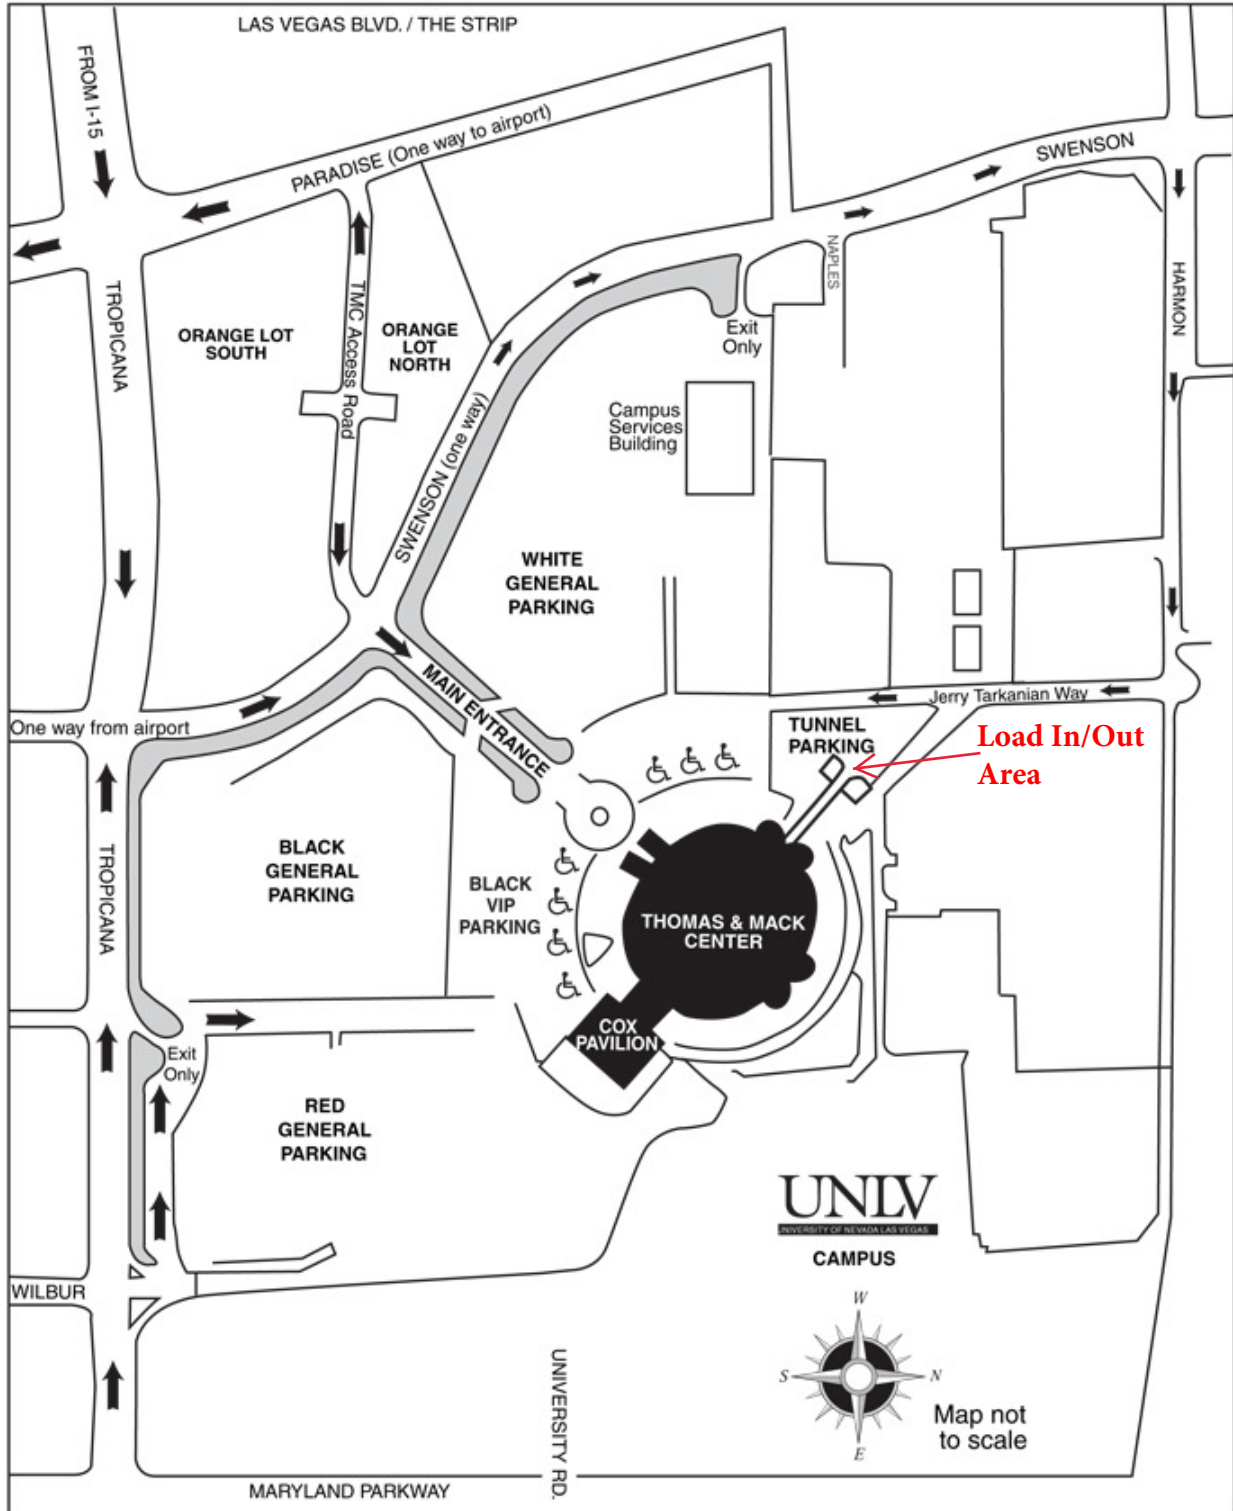 LAS VEGAS BLVD. / THE STRIP
FROM I-15
PARADISE (One way to airport)
SWENSON
TROPICANA
TMC Access Road
NAPLES
HARMON
ORANGE LOT
SOUTH
ORANGE
LOT
NORTH
Exit
Only
SWENSON (one way)
Campus
Services
Building
WHITE
GENERAL
PARKING
MAIN ENTRANCE
Jerry Tarkanian Way
One way from airport
TUNNEL
PARKING
Load In/Out
Area
TROPICANA
BLACK
GENERAL
PARKING
BLACK
VIP
PARKING
THOMAS & MACK
CENTER
COX
PAVILION
Exit
Only
RED
GENERAL
PARKING
UNLV
UNIVERSITY OF NEVADA LAS VEGAS
CAMPUS
WILBUR
W
S
N
E
Map not
to scale
UNIVERSITY RD.
MARYLAND PARKWAY